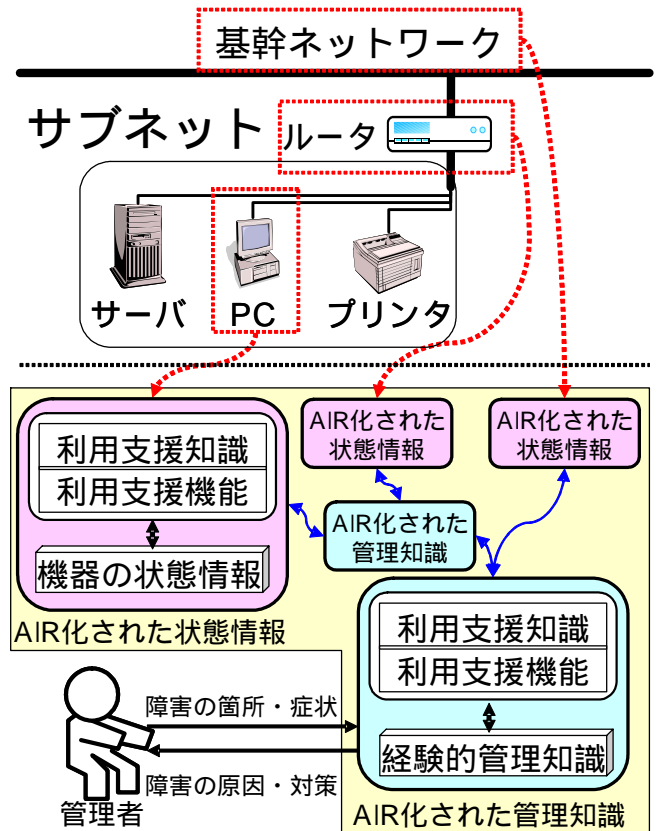 基幹ネットワーク
サブネット
ルータ
サーバ
PC
プリンタ
利用支援知識
利用支援機能
機器の状態情報
AIR化された状態情報
AIR化された
状態情報
AIR化された
状態情報
AIR化された
管理知識
利用支援知識
利用支援機能
経験的管理知識
AIR化された管理知識
障害の箇所・症状
障害の原因・対策
管理者